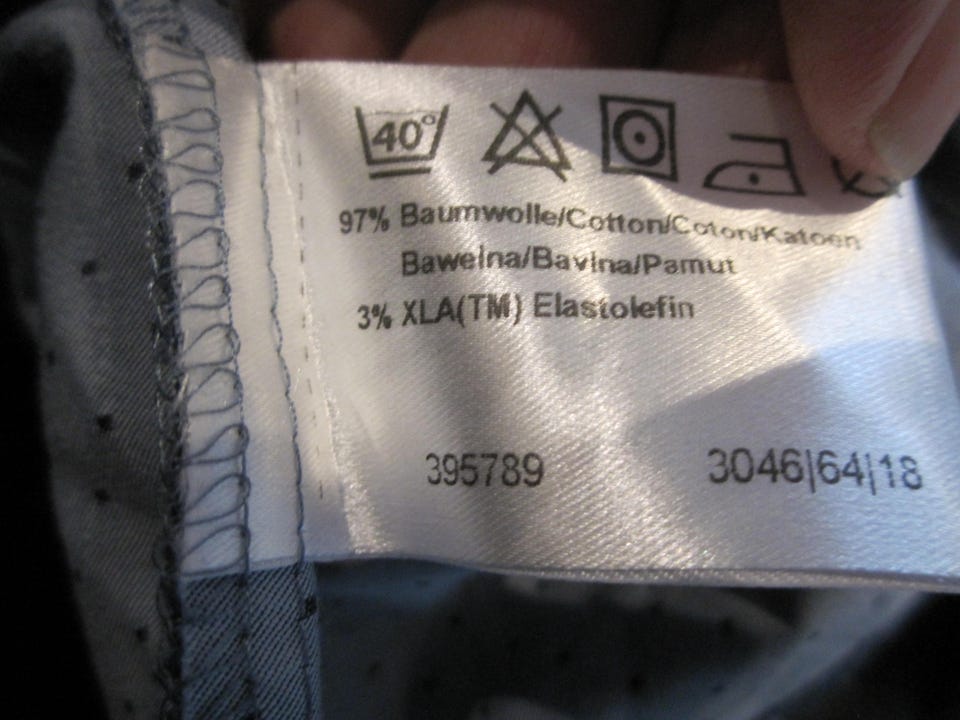 40°
97% Baumwolle/Cotton/Coton/Katoen
Bawelna/Bavlna/Pamut
3% XLA(TM) Elastolefin
395789 3046|64|18